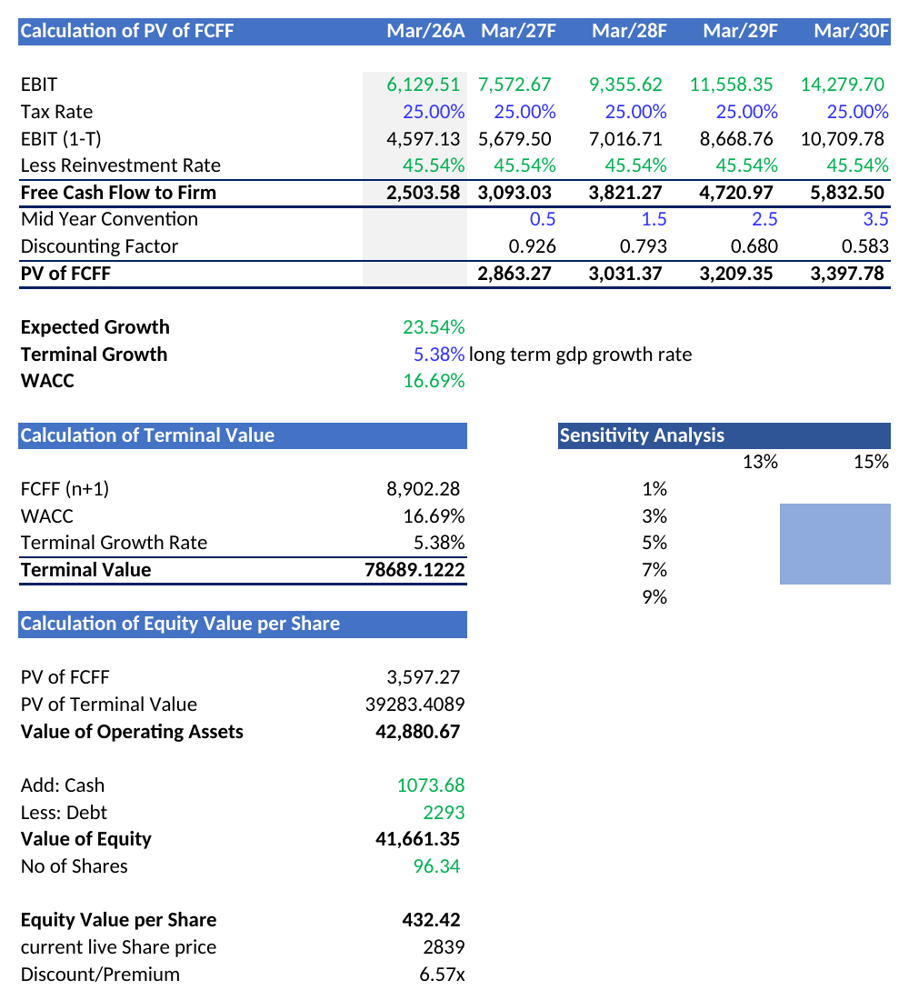 Calculation of PV of FCFF Mar/26A Mar/27F Mar/28F Mar/29F Mar/30F
EBIT 6,129.51 7,572.67 9,355.62 11,558.35 14,279.70
Tax Rate 25.00% 25.00% 25.00% 25.00% 25.00%
EBIT (1-T) 4,597.13 5,679.50 7,016.71 8,668.76 10,709.78
Less Reinvestment Rate 45.54% 45.54% 45.54% 45.54% 45.54%
Free Cash Flow to Firm 2,503.58 3,093.03 3,821.27 4,720.97 5,832.50
Mid Year Convention 0.5 1.5 2.5 3.5
Discounting Factor 0.926 0.793 0.680 0.583
PV of FCFF 2,863.27 3,031.37 3,209.35 3,397.78
Expected Growth 23.54%
Terminal Growth 5.38% long term gdp growth rate
WACC 16.69%
Calculation of Terminal Value Sensitivity Analysis
13% 15%
FCFF (n+1) 8,902.28 1%
WACC 16.69% 3%
Terminal Growth Rate 5.38% 5%
Terminal Value 78689.1222 7%
9%
Calculation of Equity Value per Share
PV of FCFF 3,597.27
PV of Terminal Value 39283.4089
Value of Operating Assets 42,880.67
Add: Cash 1073.68
Less: Debt 2293
Value of Equity 41,661.35
No of Shares 96.34
Equity Value per Share 432.42
current live Share price 2839
Discount/Premium 6.57x